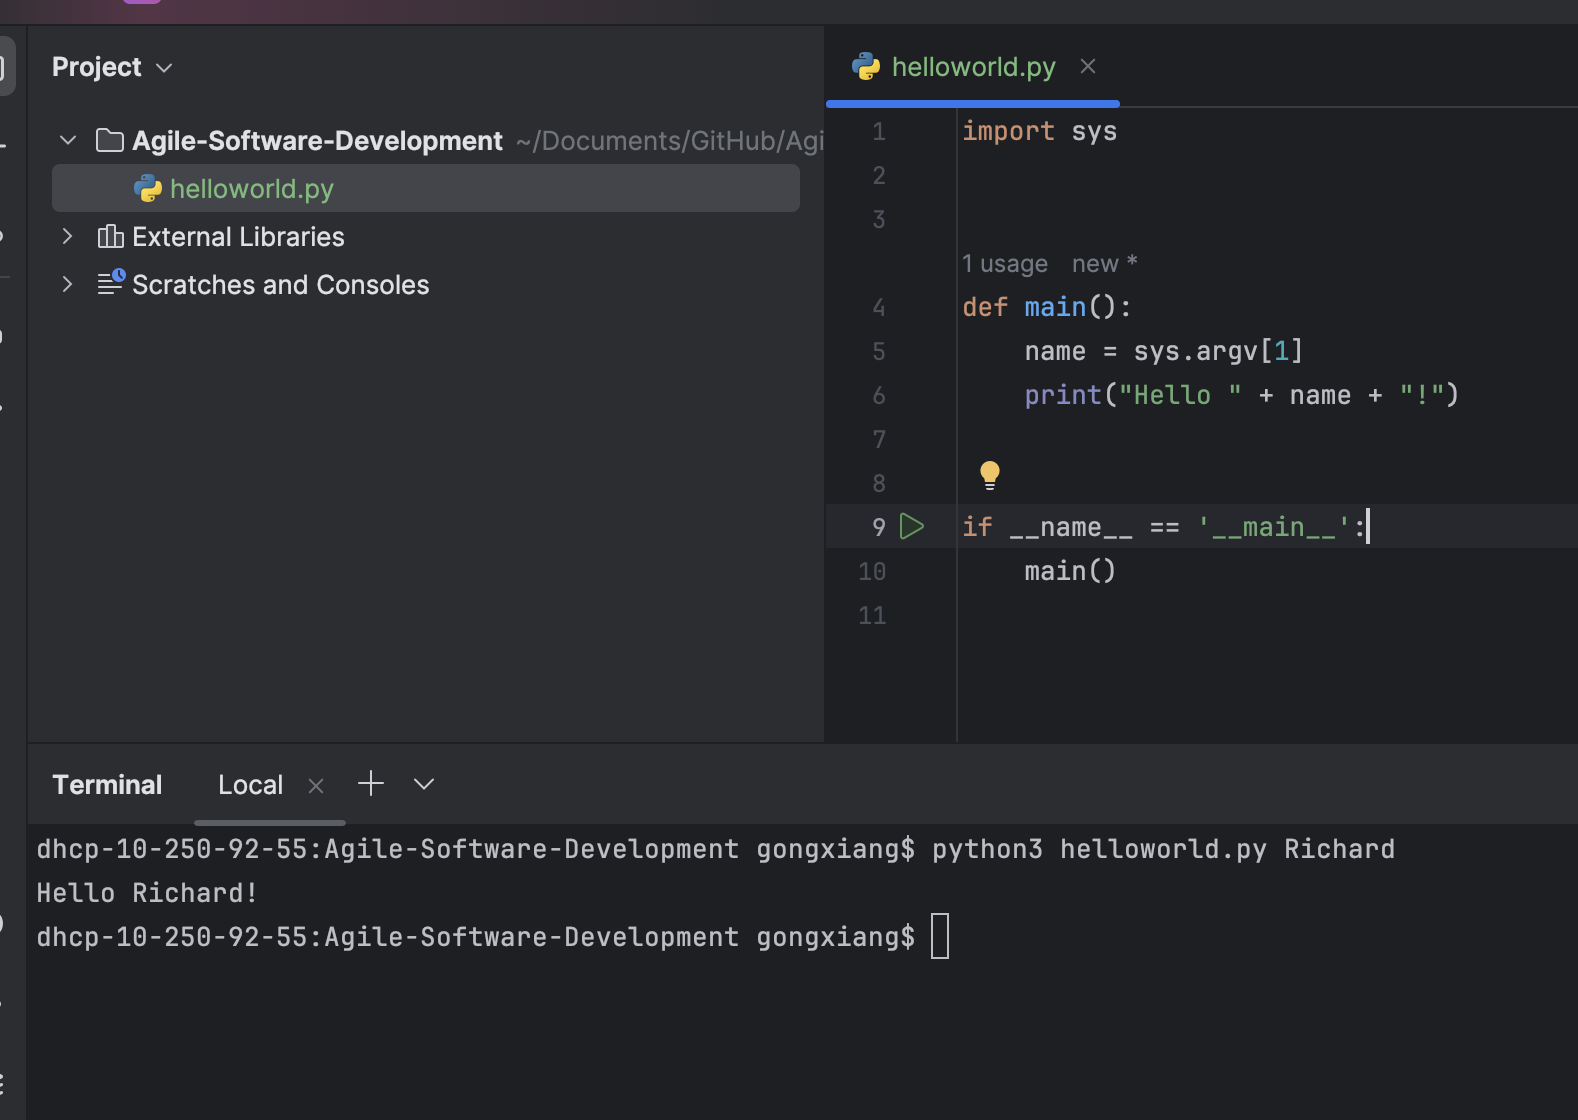 Project
Agile-Software-Development ~/Documents/GitHub/Agi
helloworld.py
External Libraries
Scratches and Consoles
helloworld.py
1 import sys
2
3
1 usage new *
4 def main():
5 name = sys.argv[1]
6 print("Hello " + name + "!")
7
8
9 if __name__ == '__main__':
10 main()
11
Terminal Local
dhcp-10-250-92-55:Agile-Software-Development gongxiang$ python3 helloworld.py Richard
Hello Richard!
dhcp-10-250-92-55:Agile-Software-Development gongxiang$